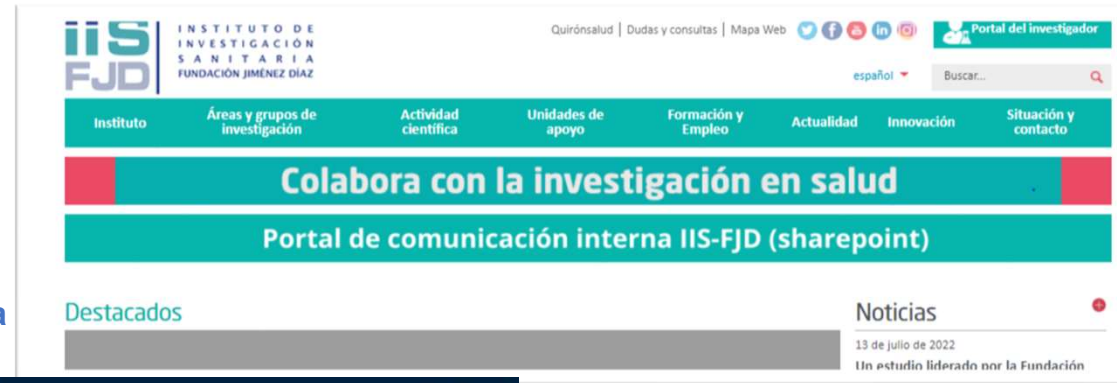 iiS
FJD
INSTITUTO DE
INVESTIGACIÓN
SANITARIA
FUNDACIÓN JIMÉNEZ DÍAZ
Quirónsalud | Dudas y consultas | Mapa Web
Portal del investigador
español
Buscar...
Instituto
Áreas y grupos de
investigación
Actividad
científica
Unidades de
apoyo
Formación y
Empleo
Actualidad
Innovación
Situación y
contacto
Colabora con la investigación en salud
Portal de comunicación interna IIS-FJD (sharepoint)
a
Destacados
Noticias
13 de julio de 2022
Un estudio liderado por la Fundación